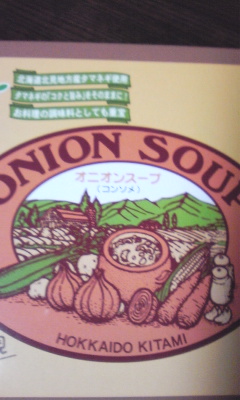 北海道北見地方産タマネギ使用
タマネギの「コクと旨み」をそのままに!
お料理の調味料としても重宝
ONION SOUP
オニオンスープ
(コンソメ)
HOKKAIDO KITAMI
見